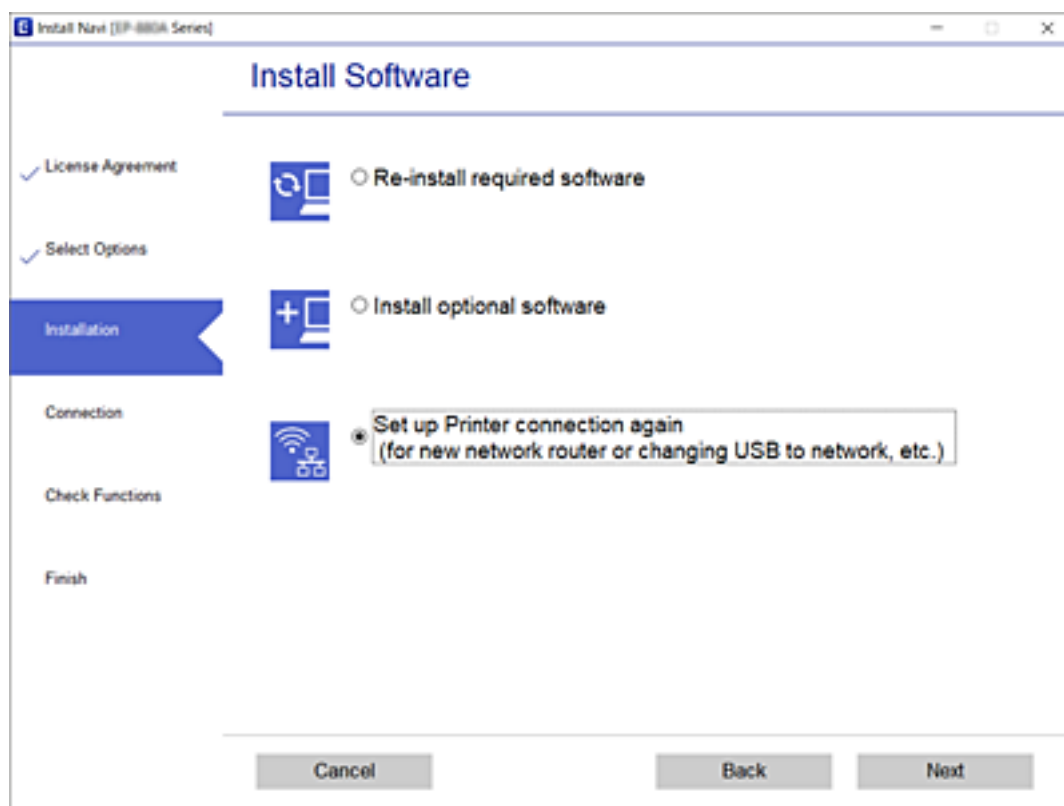 Install Navi [EP-880A Series]
Install Software
License Agreement
Select Options
Installation
Connection
Check Functions
Finish
Re-install required software
Install optional software
Set up Printer connection again
(for new network router or changing USB to network, etc.)
Cancel
Back
Next